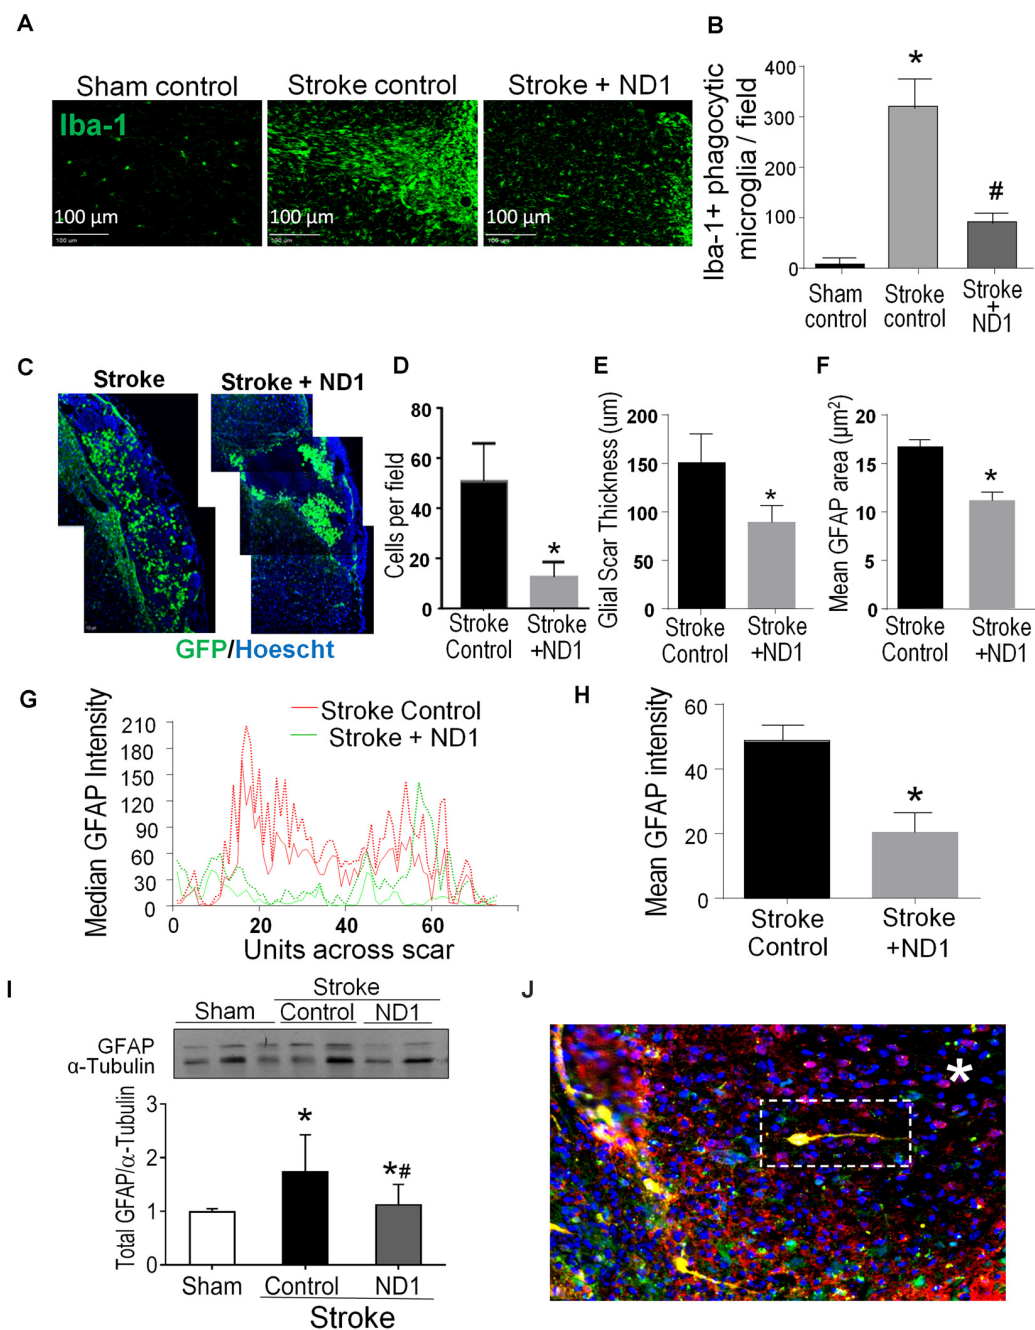 A
Sham control
Stroke control
Stroke + ND1
Iba-1
100 µm
100 µm
100 µm
100 µm
100 µm
100 µm
B
Iba-1+ phagocytic
microglia / field
400
300
200
100
0
*
#
Sham
control
Stroke
control
Stroke
+
ND1
C
Stroke
Stroke + ND1
GFP/Hoescht
D
Cells per field
80
60
40
20
0
*
Stroke
Control
Stroke
+ND1
E
Glial Scar Thickness (um)
200
150
100
50
0
*
Stroke
Control
Stroke
+ND1
F
Mean GFAP area (µm²)
20
15
10
5
0
*
Stroke
Control
Stroke
+ND1
G
Median GFAP Intensity
210
180
150
120
90
60
30
0
Stroke Control
Stroke + ND1
0
20
40
60
Units across scar
H
Mean GFAP intensity
60
40
20
0
*
Stroke
Control
Stroke
+ND1
I
Stroke
Sham
Control
ND1
GFAP
α-Tubulin
Total GFAP/α-Tubulin
3
2
1
0
*
*#
Sham
Control
ND1
Stroke
J
*